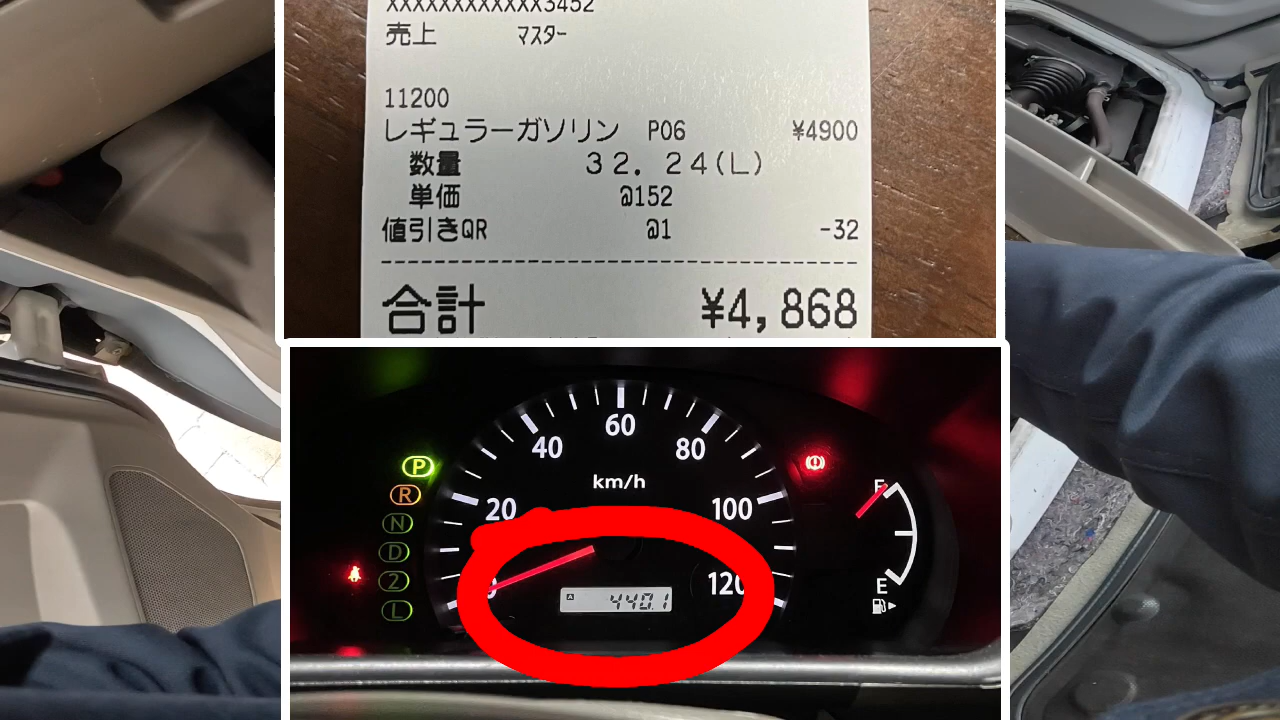 XXXXXXXXXXXX3452
売上 マスター
11200
レギュラーガソリン P06 ¥4900
数量 32.24(L)
単価 @152
値引きQR @1 -32
合計 ¥4,868
60
40 80
km/h
20 100
0 120
P
R
N
D
2
L
A 440.1
F
E